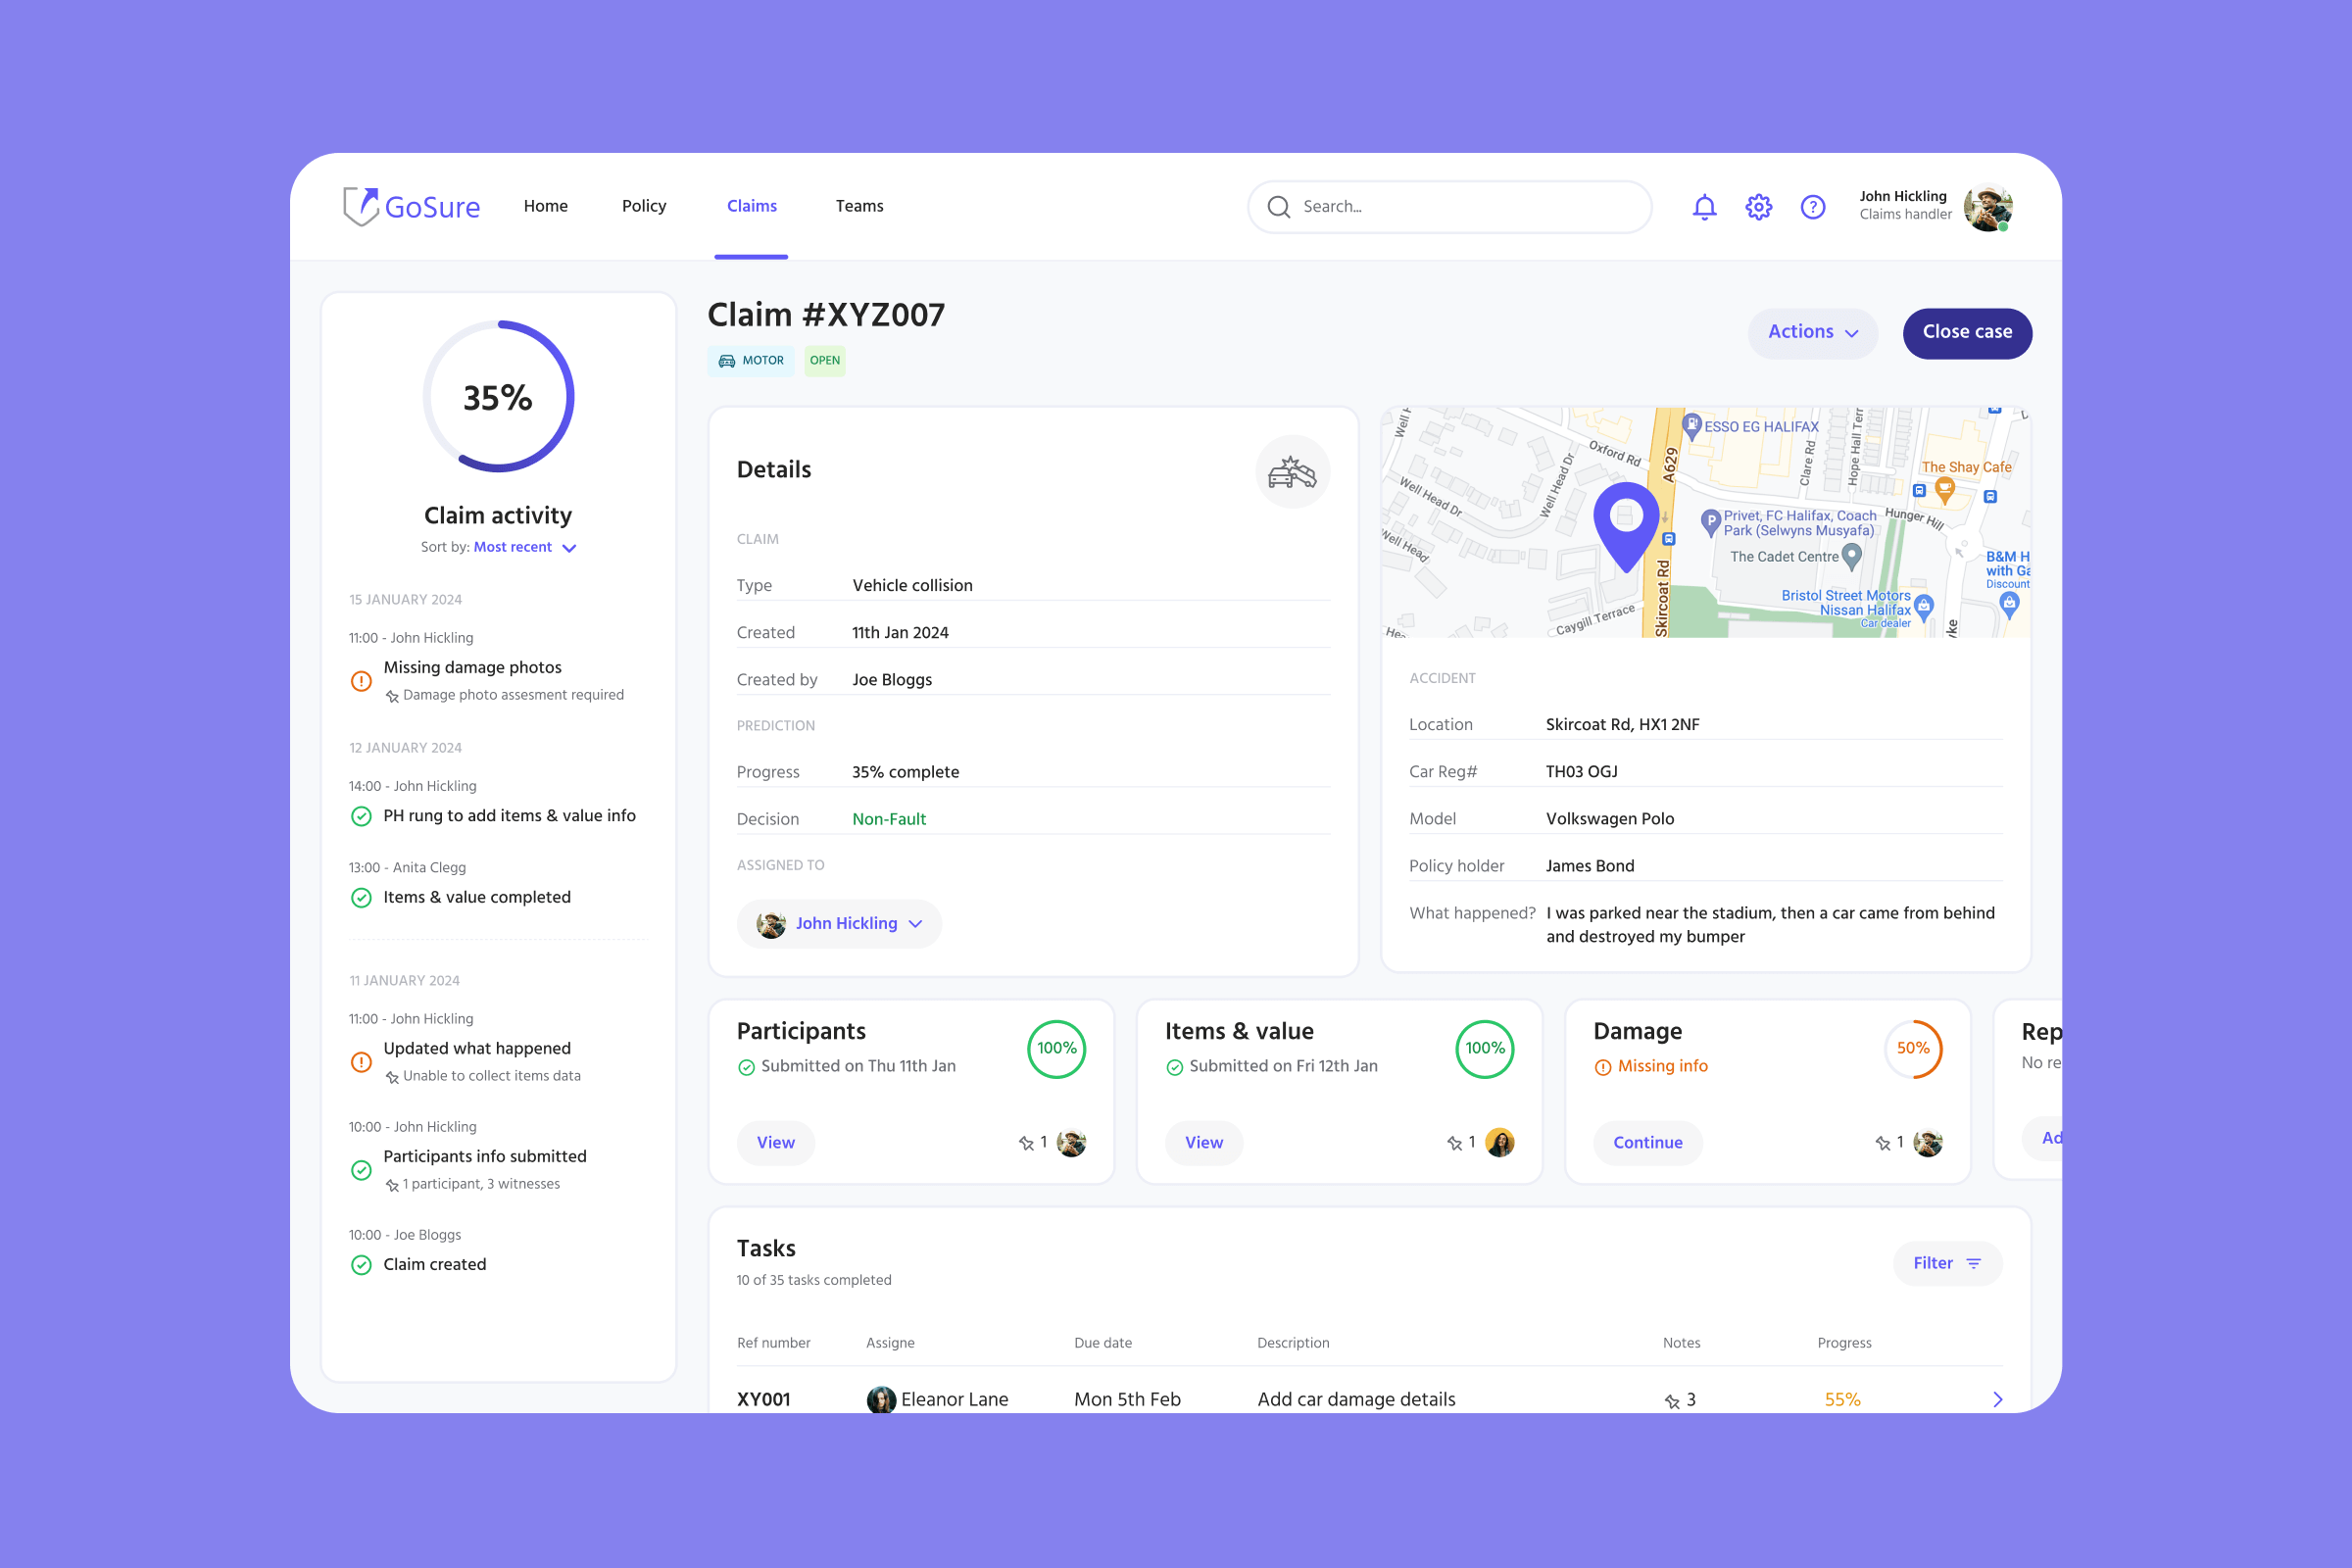 GoSure
Home
Policy
Claims
Teams
Search...
?
John Hickling
Claims handler
35%
Claim activity
Sort by: Most recent
15 JANUARY 2024
11:00 - John Hickling
Missing damage photos
Damage photo assesment required
12 JANUARY 2024
14:00 - John Hickling
PH rung to add items & value info
13:00 - Anita Clegg
Items & value completed
11 JANUARY 2024
11:00 - John Hickling
Updated what happened
Unable to collect items data
10:00 - John Hickling
Participants info submitted
1 participant, 3 witnesses
10:00 - Joe Bloggs
Claim created
Claim #XYZ007
MOTOR
OPEN
Actions
Close case
Details
CLAIM
Type Vehicle collision
Created 11th Jan 2024
Created by Joe Bloggs
PREDICTION
Progress 35% complete
Decision Non-Fault
ASSIGNED TO
John Hickling
Well H
Oxford Rd
A629
ESSO EG HALIFAX
Clare Rd
Hope Hall Terr
The Shay Cafe
Well Head Dr
Well Head Dr
Well Head
P
Privet, FC Halifax, Coach
Park (Selwyns Musyafa)
Hunger Hill
The Cadet Centre
B&M H
with Ga
Discount
Bristol Street Motors
Nissan Halifax
Car dealer
Skircoat Rd
Caygill Terrace
Hea
yke
ACCIDENT
Location Skircoat Rd, HX1 2NF
Car Reg# TH03 OGJ
Model Volkswagen Polo
Policy holder James Bond
What happened? I was parked near the stadium, then a car came from behind
and destroyed my bumper
Participants
Submitted on Thu 11th Jan
100%
View
1
Items & value
Submitted on Fri 12th Jan
100%
View
1
Damage
Missing info
50%
Continue
1
Rep
No re
Ad
Tasks
10 of 35 tasks completed
Filter
Ref number Assigne Due date Description Notes Progress
XY001 Eleanor Lane Mon 5th Feb Add car damage details 3 55%